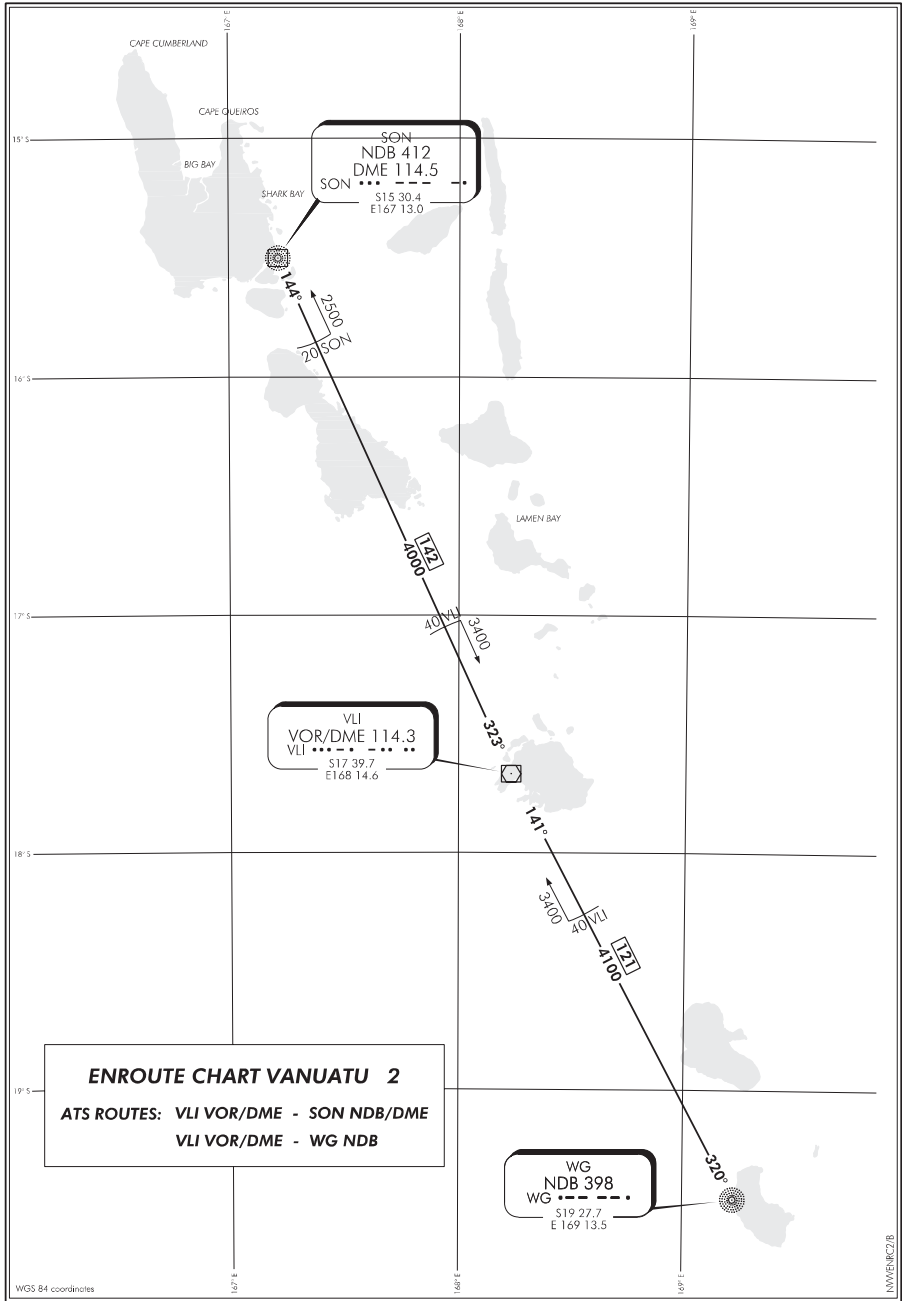 167° E
168° E
169° E
CAPE CUMBERLAND
CAPE QUEIROS
15° S
BIG BAY
SHARK BAY
SON
NDB 412
DME 114.5
SON ••• --- -•
S15 30.4
E167 13.0
144°
2500
20 SON
16° S
LAMEN BAY
142
4000
17° S
40 VLI
3400
323°
VLI
VOR/DME 114.3
VLI •••- •-•• ••
S17 39.7
E168 14.6
141°
18° S
3400
40 VLI
121
4100
ENROUTE CHART VANUATU 2
ATS ROUTES: VLI VOR/DME - SON NDB/DME
VLI VOR/DME - WG NDB
19° S
320°
WG
NDB 398
WG •-- --•
S19 27.7
E 169 13.5
167° E
168° E
169° E
WGS 84 coordinates
NVVVENRC2/B